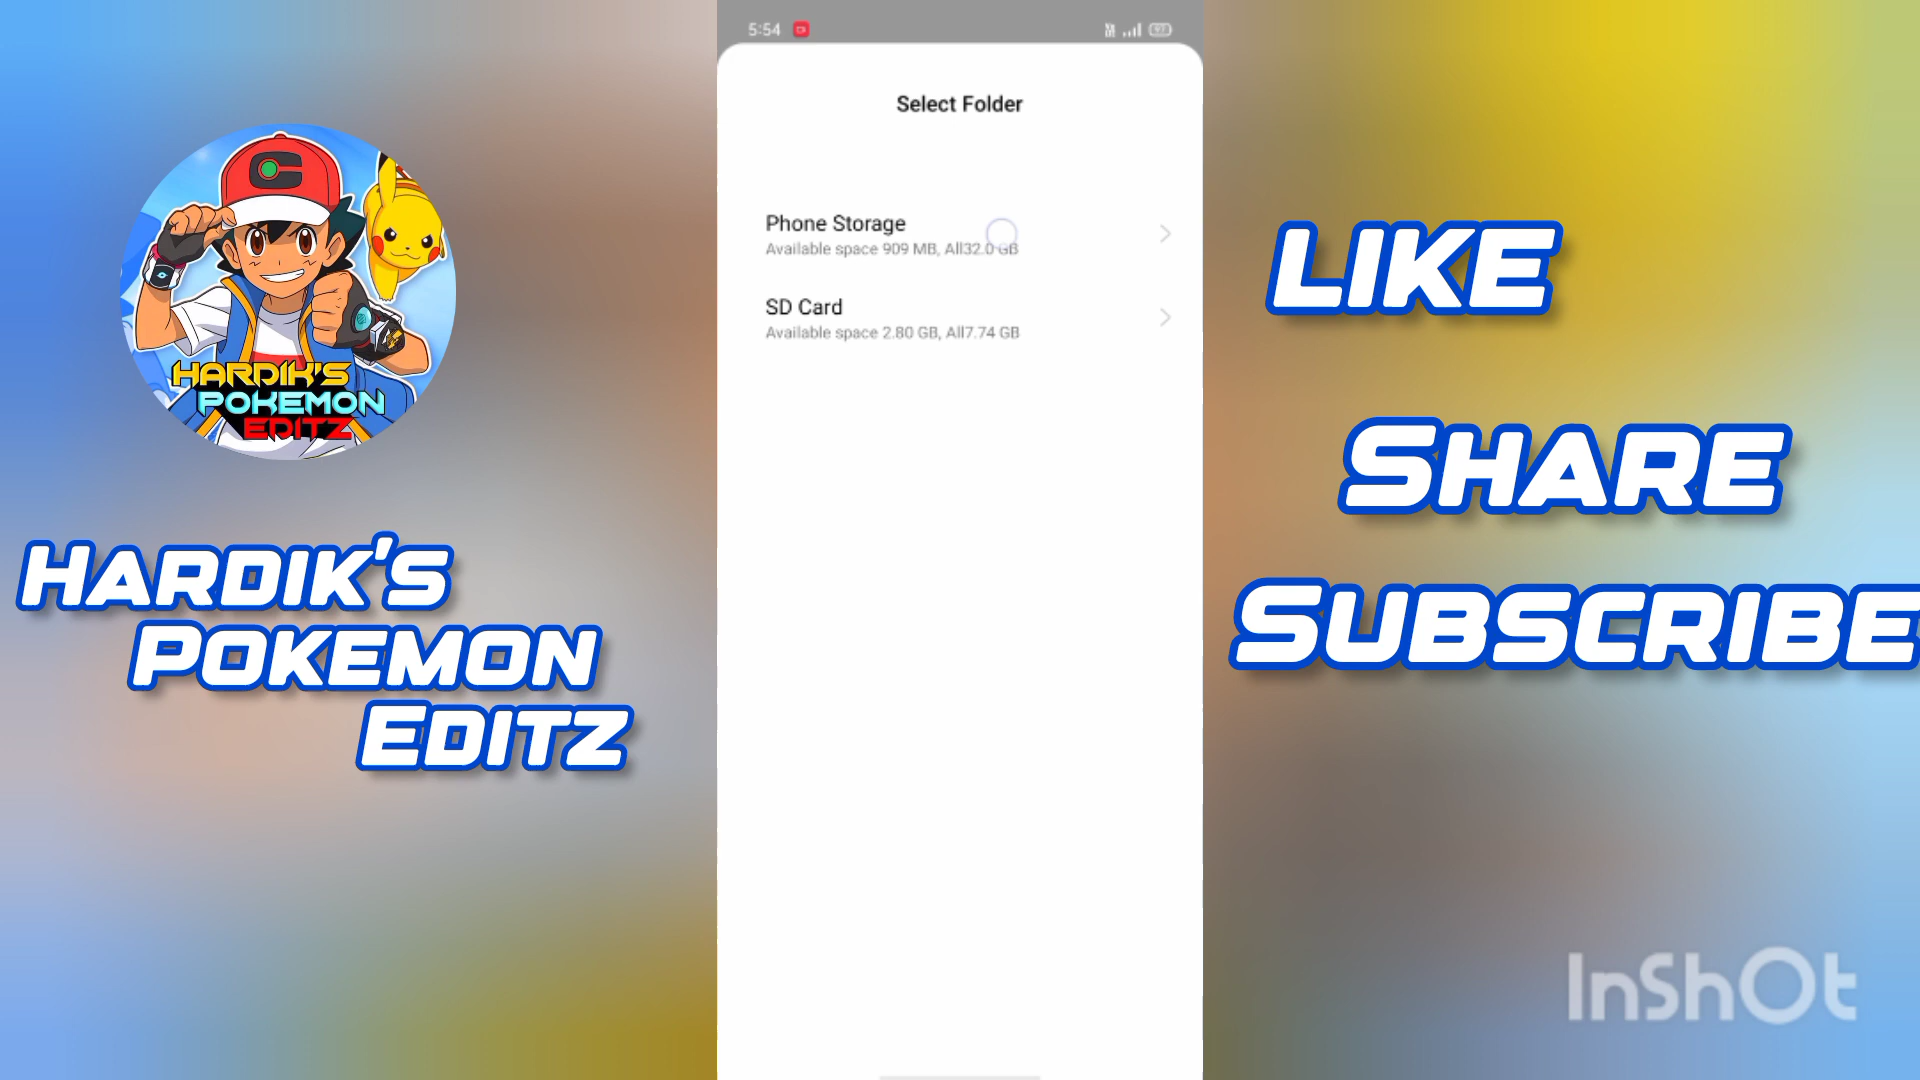 5:54
97
Select Folder
Phone Storage
Available space 909 MB, All32.0 GB
SD Card
Available space 2.80 GB, All7.74 GB
C
HARDIK'S
POKEMON
EDITZ
HARDIK'S
POKEMON
EDITZ
LIKE
SHARE
SUBSCRIBE
InShOt